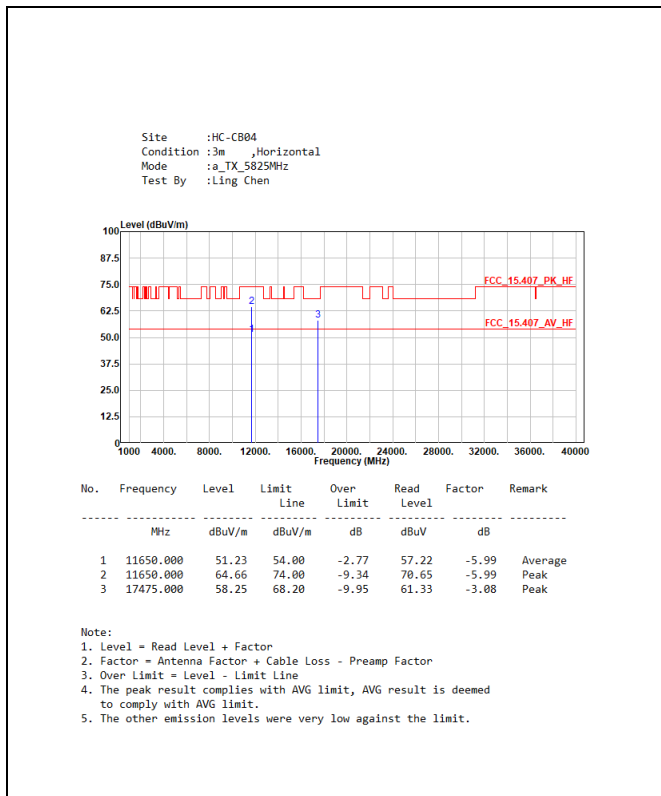 Site      :HC-CB04
Condition :3m    ,Horizontal
Mode      :a_TX_5825MHz
Test By   :Ling Chen
Level (dBuV/m)
100
87.5
75.0
62.5
50.0
37.5
25.0
12.5
0
FCC_15.407_PK_HF
FCC_15.407_AV_HF
2
3
1
1000 4000. 8000. 12000. 16000. 20000. 24000. 28000. 32000. 36000. 40000
Frequency (MHz)
No. Frequency Level Limit Over Read Factor Remark
Line Limit Level
------ ----------- -------- -------- -------- -------- -------- ---------
MHz dBuV/m dBuV/m dB dBuV dB
1 11650.000 51.23 54.00 -2.77 57.22 -5.99 Average
2 11650.000 64.66 74.00 -9.34 70.65 -5.99 Peak
3 17475.000 58.25 68.20 -9.95 61.33 -3.08 Peak
Note:
1. Level = Read Level + Factor
2. Factor = Antenna Factor + Cable Loss - Preamp Factor
3. Over Limit = Level - Limit Line
4. The peak result complies with AVG limit, AVG result is deemed
to comply with AVG limit.
5. The other emission levels were very low against the limit.